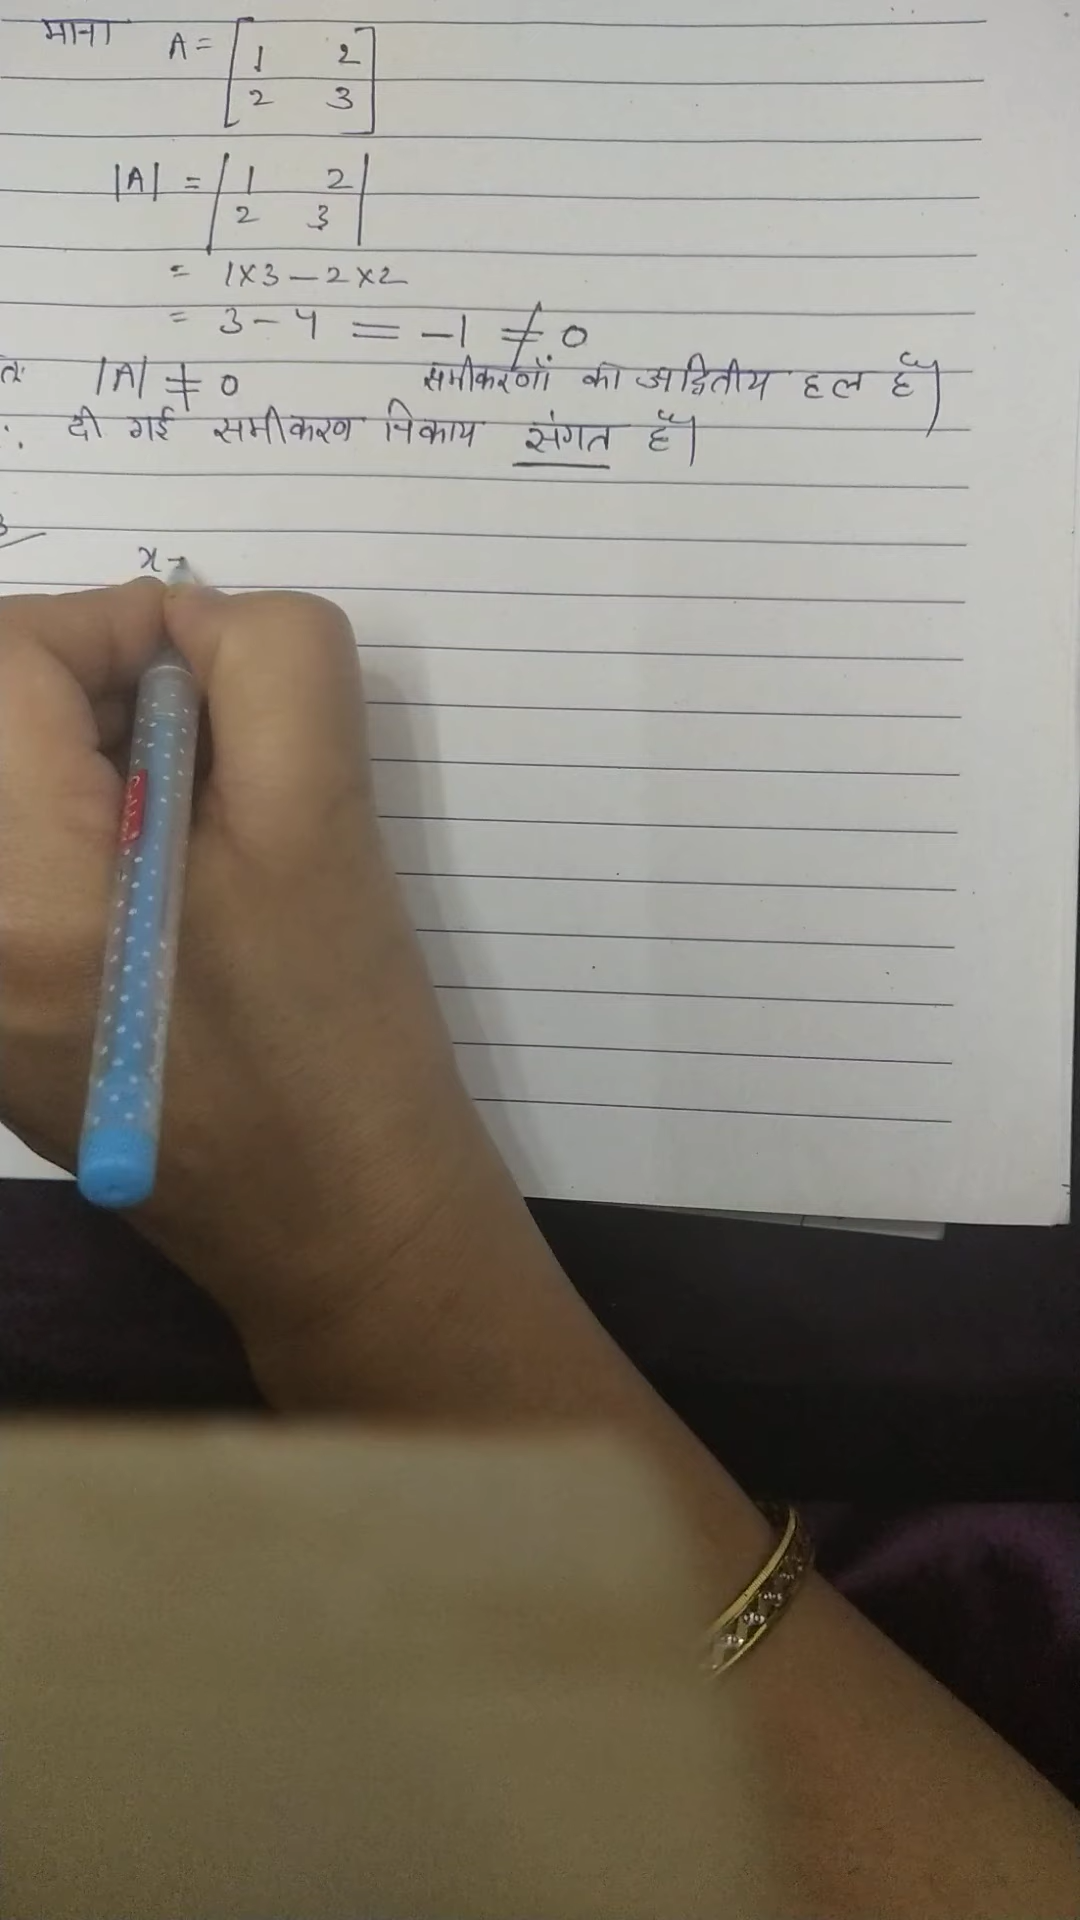 माना A = [ 1 2
2 3 ]
|A| = | 1 2
2 3 |
= 1×3 – 2×2
= 3 – 4 = –1 ≠ 0
तः |A| ≠ 0 समीकरणों का अद्वितीय हल है।
∴ दी गई समीकरण निकाय संगत है।
3
x